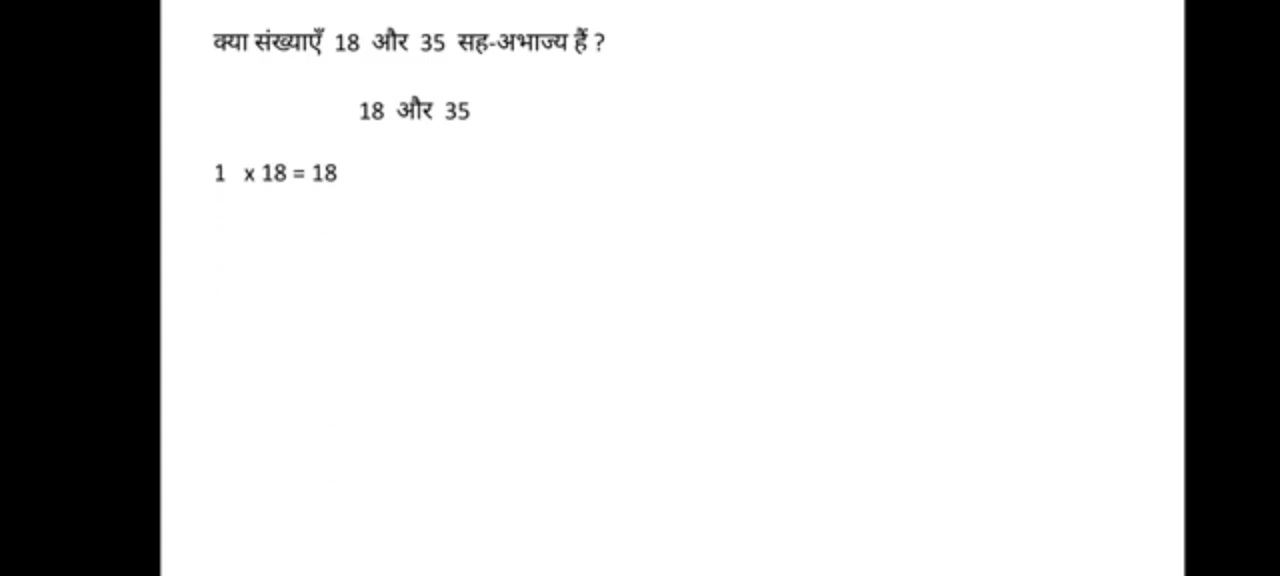 क्या संख्याएँ 18 और 35 सह-अभाज्य हैं ?
18 और 35
1 x 18 = 18